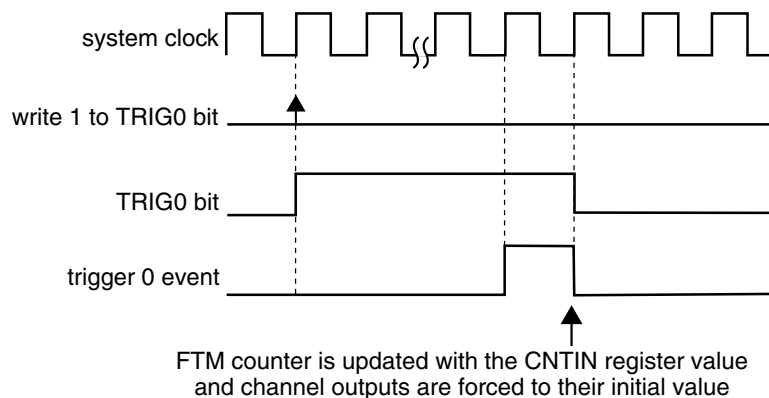 system clock
write 1 to TRIG0 bit
TRIG0 bit
trigger 0 event
FTM counter is updated with the CNTIN register value
and channel outputs are forced to their initial value